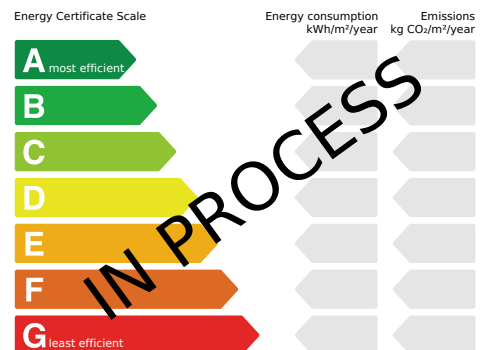 Energy Certificate Scale
Energy consumption
kWh/m²/year
Emissions
kg CO₂/m²/year
A most efficient
B
C
D
E
F
G least efficient
IN PROCESS